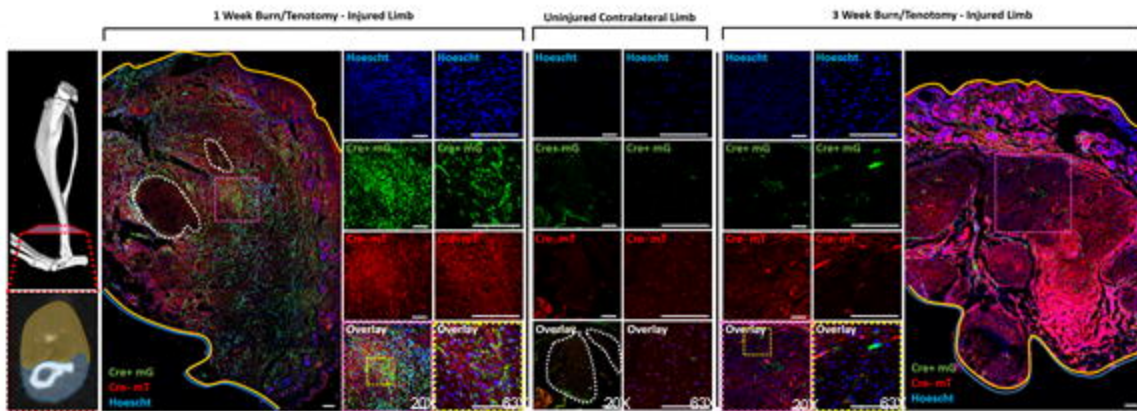 1 Week Burn/Tenotomy - Injured Limb
Uninjured Contralateral Limb
3 Week Burn/Tenotomy - Injured Limb
Hoescht Hoescht Hoescht Hoescht Hoescht Hoescht
Cre+ mG Cre+ mG Cre+ mG Cre+ mG Cre+ mG Cre+ mG
Cre- mT Cre- mT Cre- mT Cre- mT Cre- mT Cre- mT
Overlay Overlay Overlay Overlay Overlay Overlay
20X 63X 20X 63X 20X 63X
Cre+ mG
Cre- mT
Hoescht
Cre+ mG
Cre- mT
Hoescht